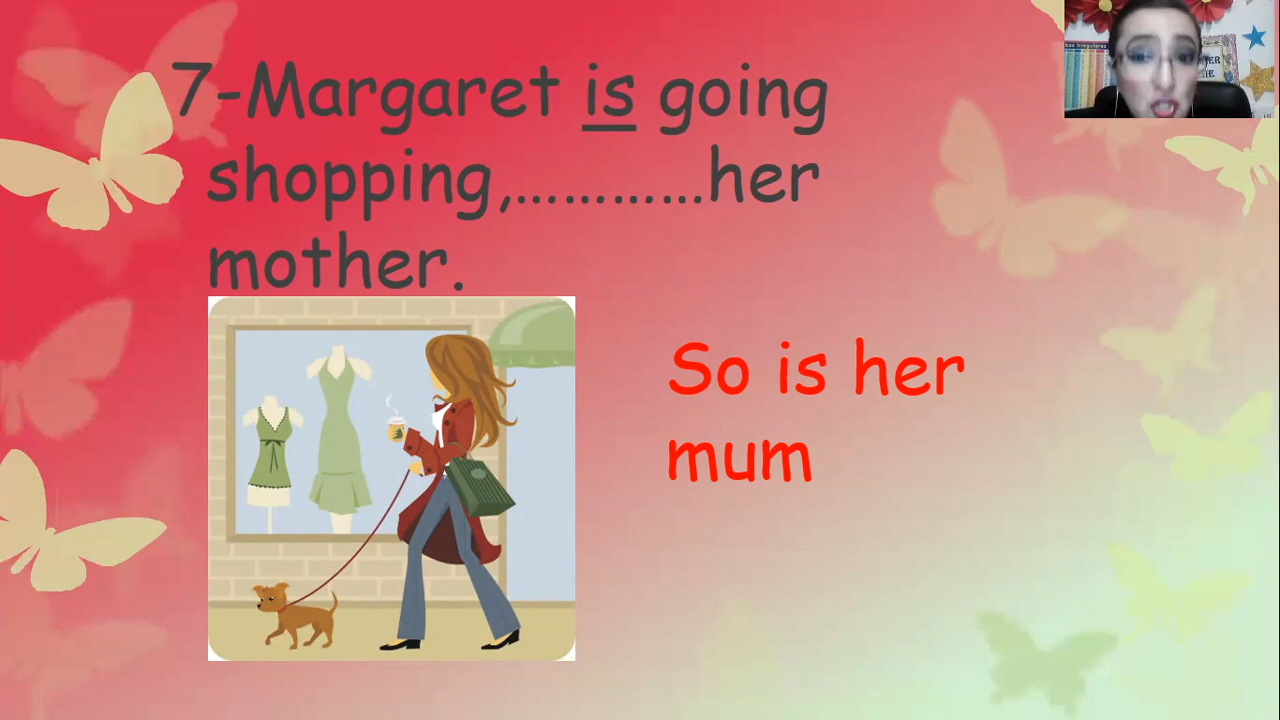 7-Margaret is going
shopping,…………her
mother.
So is her
mum